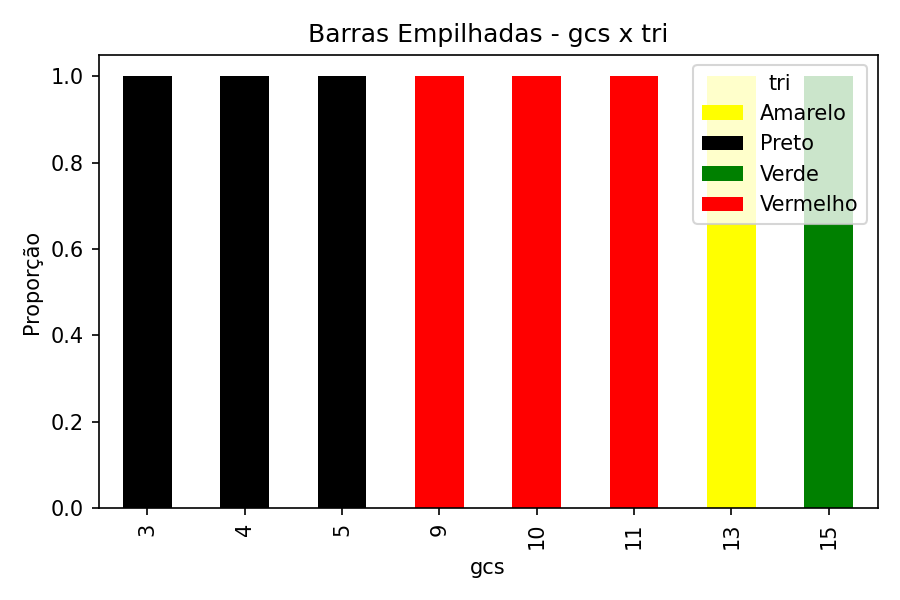 Barras Empilhadas - gcs x tri
tri
Amarelo
Preto
Verde
Vermelho
Proporção
1.0
0.8
0.6
0.4
0.2
0.0
3 4 5 9 10 11 13 15
gcs